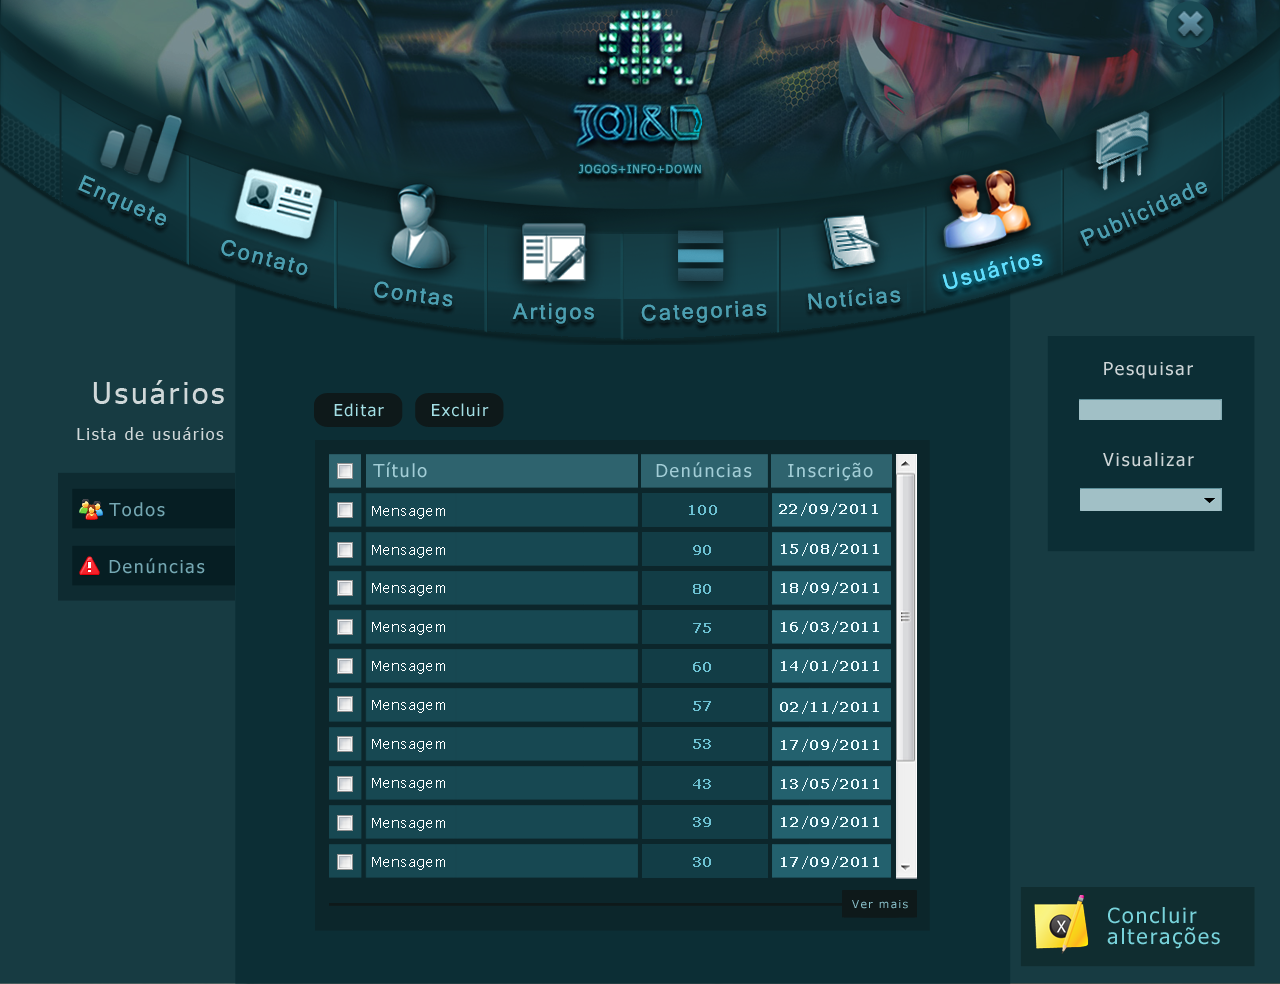 JOI&D
JOGOS+INFO+DOWN
Enquete
Contato
Contas
Artigos
Categorias
Notícias
Usuários
Publicidade
Usuários
Lista de usuários
Todos
Denúncias
Editar Excluir
Título Denúncias Inscrição
Mensagem 100 22/09/2011
Mensagem 90 15/08/2011
Mensagem 80 18/09/2011
Mensagem 75 16/03/2011
Mensagem 60 14/01/2011
Mensagem 57 02/11/2011
Mensagem 53 17/09/2011
Mensagem 43 13/05/2011
Mensagem 39 12/09/2011
Mensagem 30 17/09/2011
Ver mais
Pesquisar
Visualizar
X
Concluir
alterações